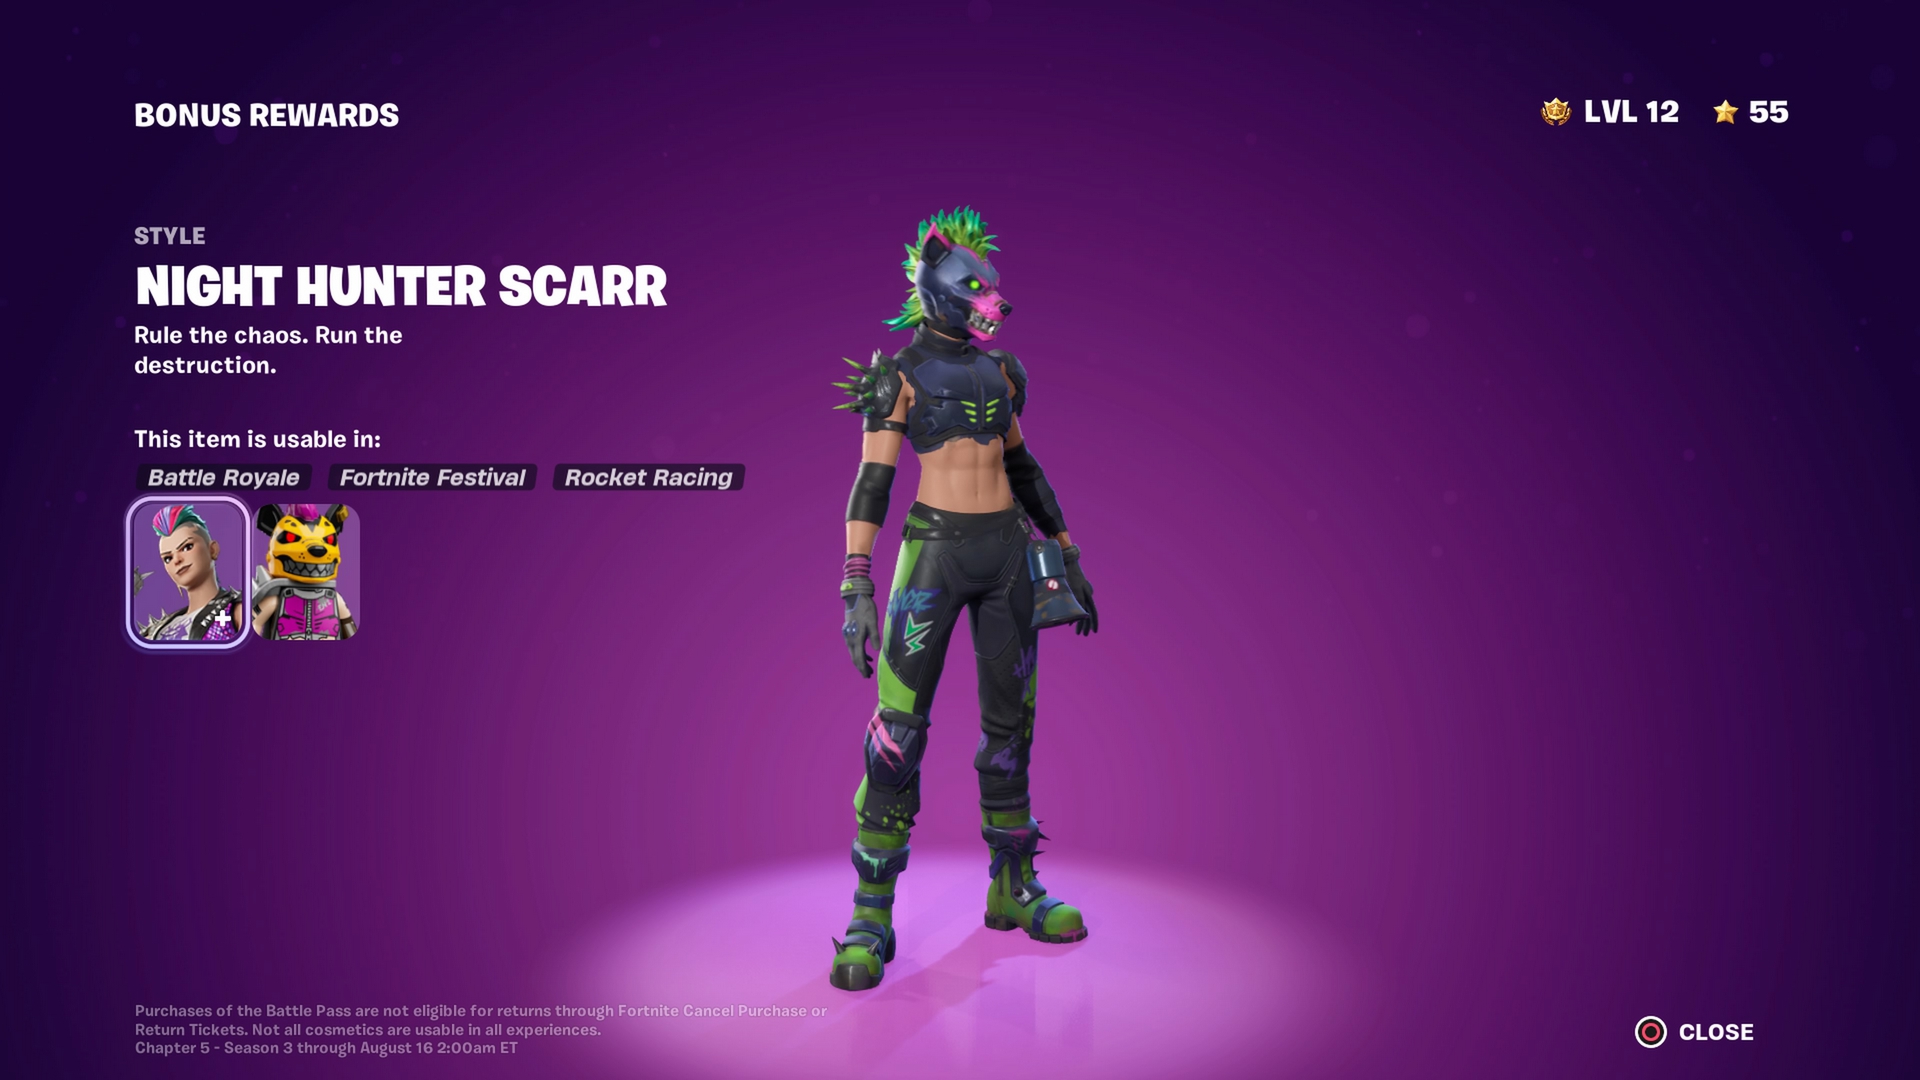 BONUS REWARDS
LVL 12
55
STYLE
NIGHT HUNTER SCARR
Rule the chaos. Run the
destruction.
This item is usable in:
Battle Royale
Fortnite Festival
Rocket Racing
Purchases of the Battle Pass are not eligible for returns through Fortnite Cancel Purchase or
Return Tickets. Not all cosmetics are usable in all experiences.
Chapter 5 - Season 3 through August 16 2:00am ET
CLOSE